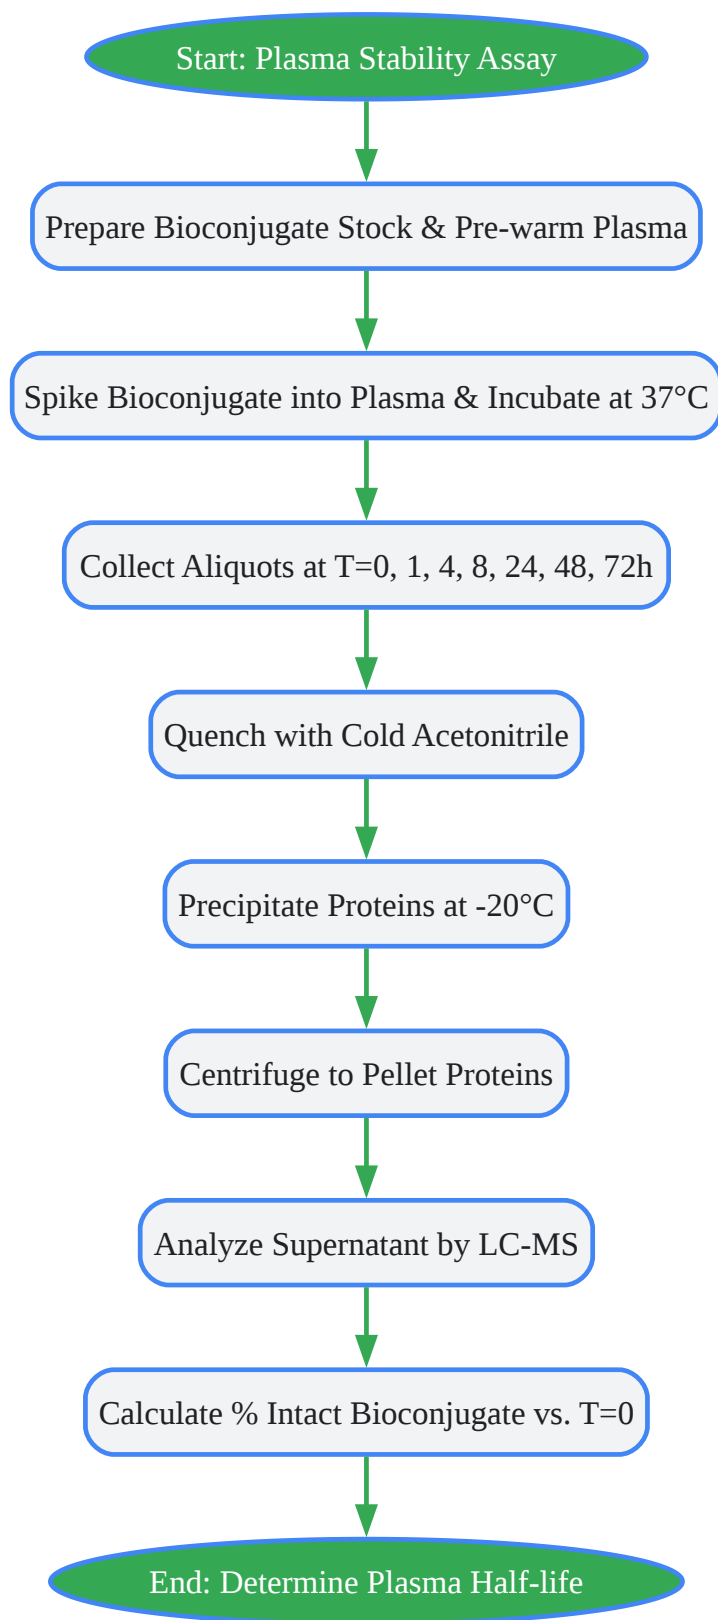 Start: Plasma Stability Assay
Prepare Bioconjugate Stock & Pre-warm Plasma
Spike Bioconjugate into Plasma & Incubate at 37°C
Collect Aliquots at T=0, 1, 4, 8, 24, 48, 72h
Quench with Cold Acetonitrile
Precipitate Proteins at -20°C
Centrifuge to Pellet Proteins
Analyze Supernatant by LC-MS
Calculate % Intact Bioconjugate vs. T=0
End: Determine Plasma Half-life